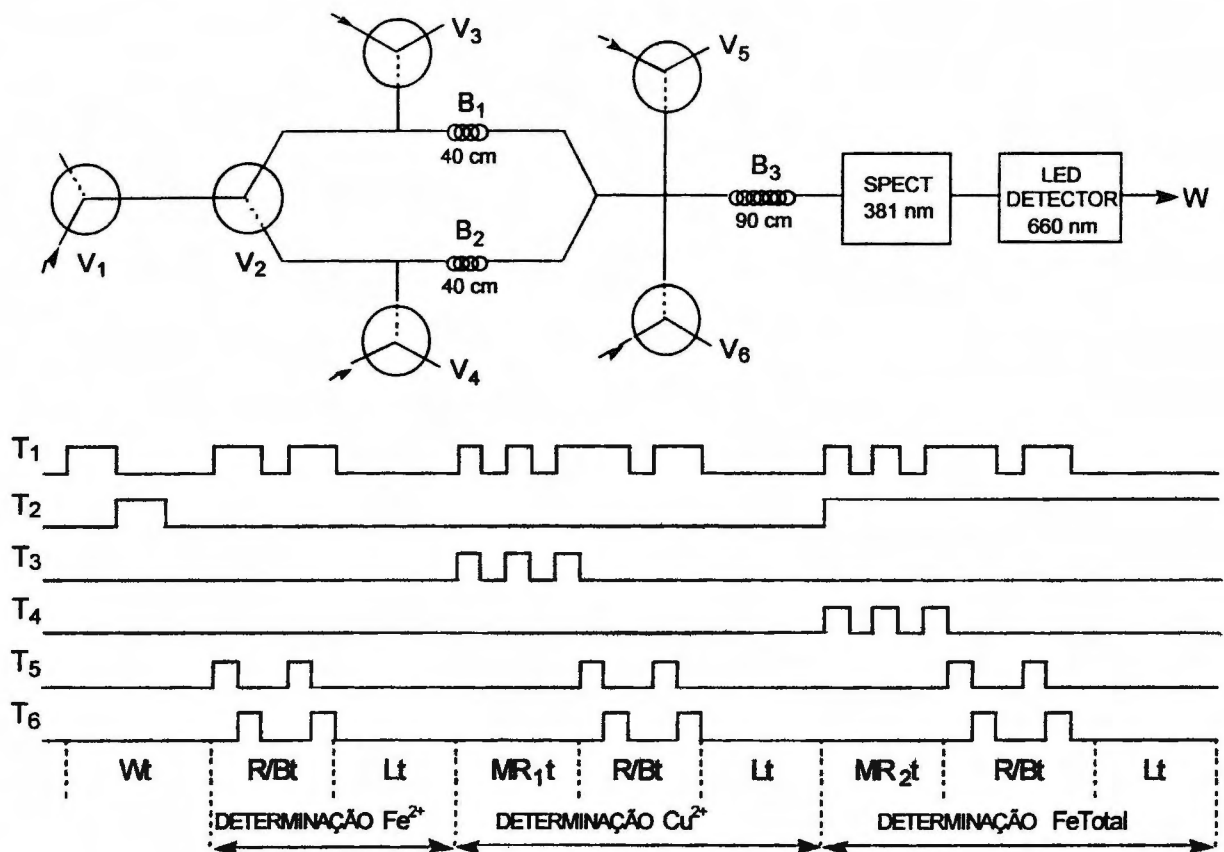 V₃
V₅
B₁
40 cm
B₃
90 cm
SPECT
381 nm
LED
DETECTOR
660 nm
W
V₁
V₂
B₂
40 cm
V₄
V₆
T₁
T₂
T₃
T₄
T₅
T₆
Wt
R/Bt
Lt
MR₁t
R/Bt
Lt
MR₂t
R/Bt
Lt
DETERMINAÇÃO Fe²⁺
DETERMINAÇÃO Cu²⁺
DETERMINAÇÃO FeTotal